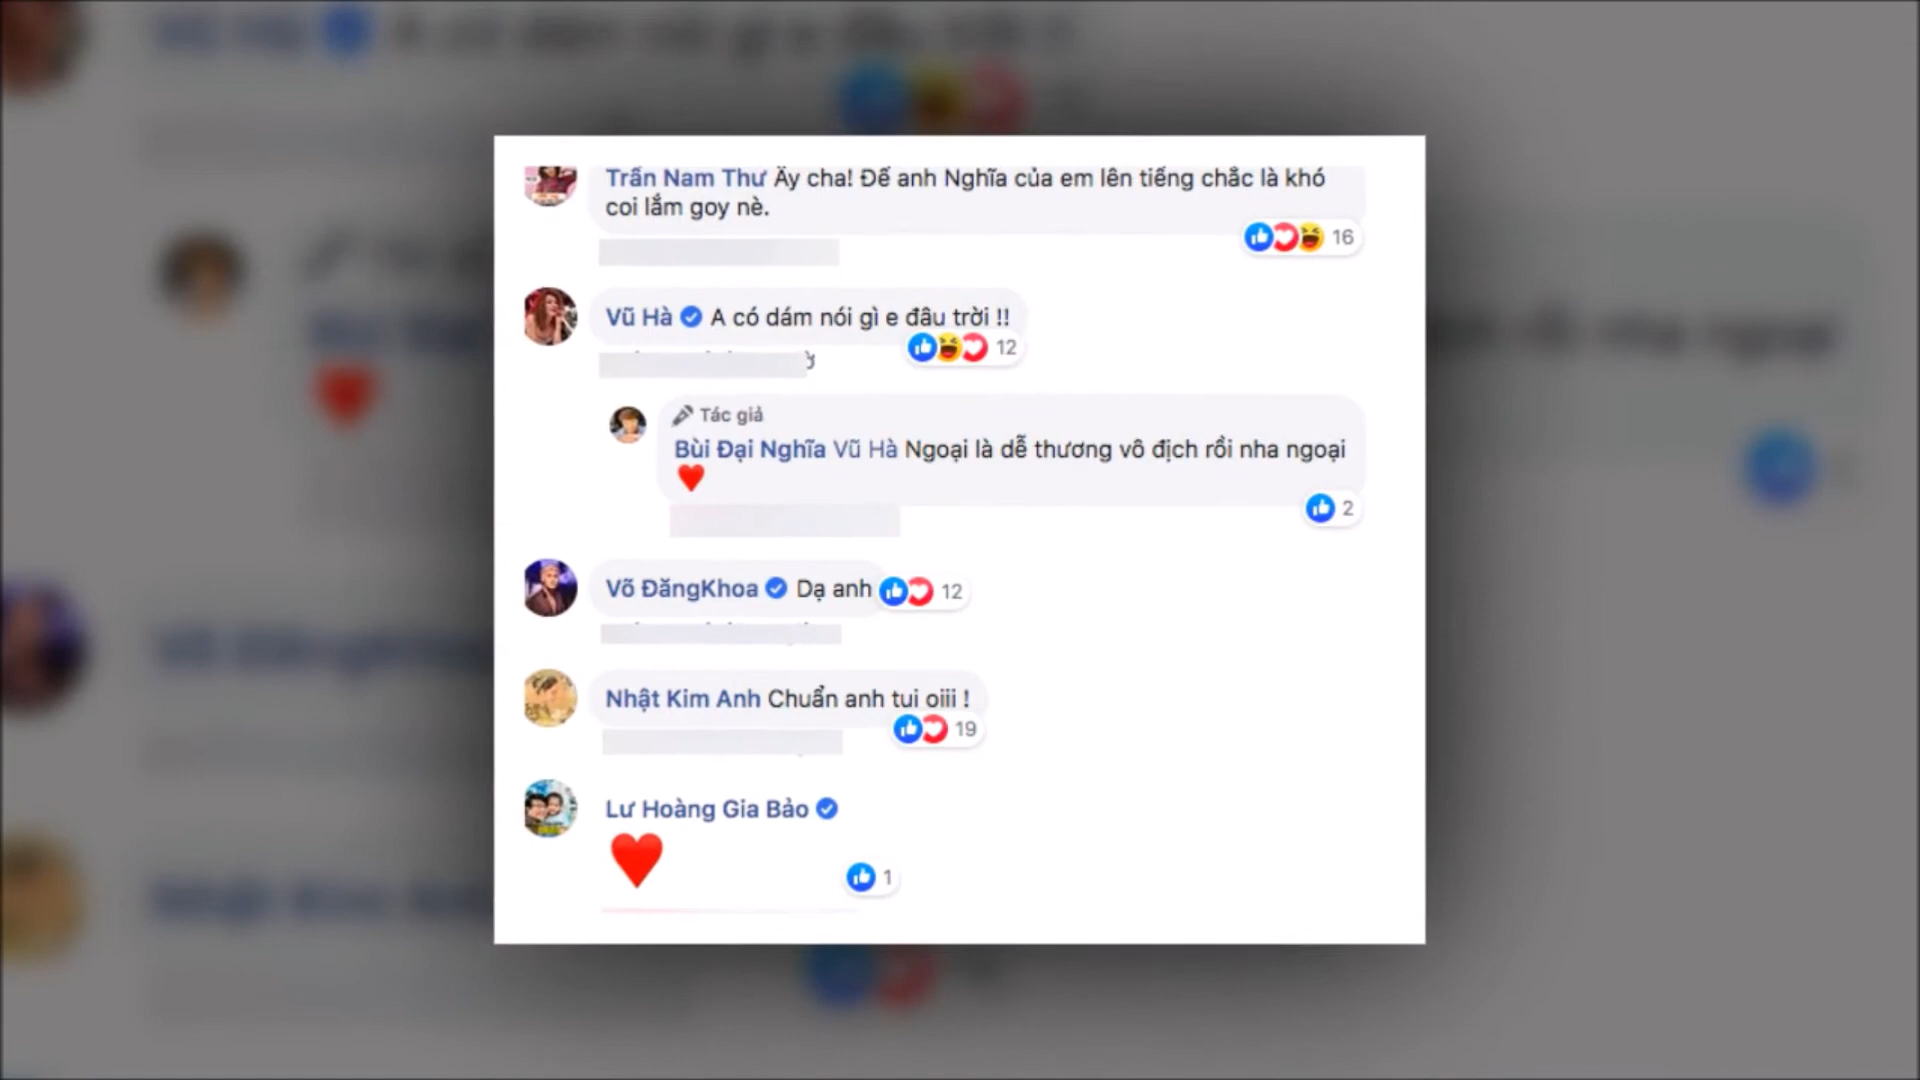 Trấn Nam Thư Äy cha! Để anh Nghĩa của em lên tiếng chắc là khó
coi lắm goy nè.
16
Vũ Hà A có dám nói gì e đâu trời !!
12
Tác giả
Bùi Đại Nghĩa Vũ Hà Ngoại là dễ thương vô địch rồi nha ngoại
2
Võ ĐăngKhoa Dạ anh 12
Nhật Kim Anh Chuẩn anh tui oiii !
19
Lư Hoàng Gia Bảo
1